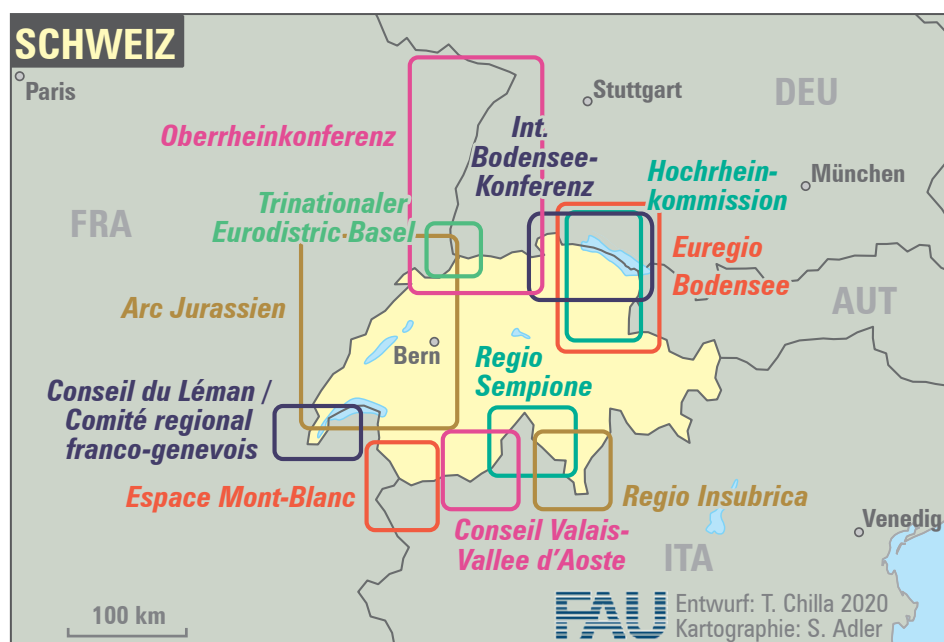 SCHWEIZ
Paris
Stuttgart
DEU
Oberrheinkonferenz
Int.
Bodensee-
Konferenz
Hochrhein-
kommission
München
Trinationaler
Eurodistric Basel
FRA
Euregio
Bodensee
AUT
Arc Jurassien
Bern
Regio
Sempione
Conseil du Léman /
Comité regional
franco-genevois
Espace Mont-Blanc
Regio Insubrica
Conseil Valais-
Vallee d'Aoste
Venedig
ITA
100 km
FAU
Entwurf: T. Chilla 2020
Kartographie: S. Adler